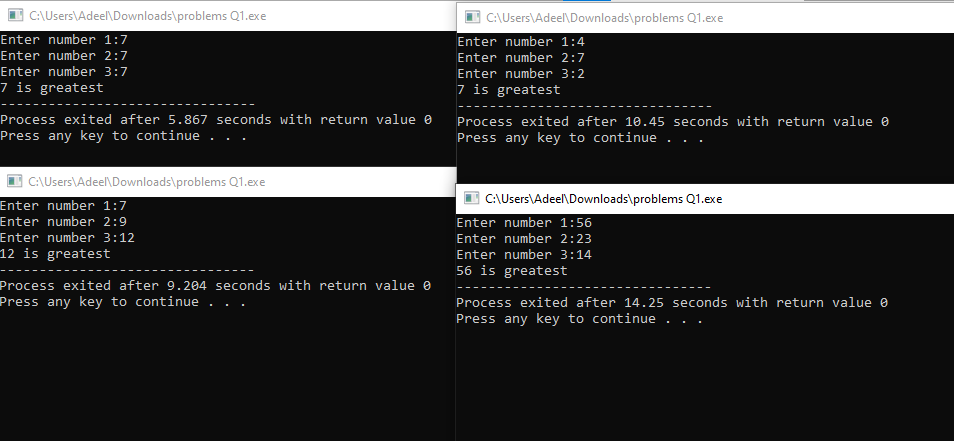 C:\Users\Adeel\Downloads\problems Q1.exe
Enter number 1:7
Enter number 2:7
Enter number 3:7
7 is greatest
--------------------------------
Process exited after 5.867 seconds with return value 0
Press any key to continue . . .
C:\Users\Adeel\Downloads\problems Q1.exe
Enter number 1:4
Enter number 2:7
Enter number 3:2
7 is greatest
--------------------------------
Process exited after 10.45 seconds with return value 0
Press any key to continue . . .
C:\Users\Adeel\Downloads\problems Q1.exe
Enter number 1:7
Enter number 2:9
Enter number 3:12
12 is greatest
--------------------------------
Process exited after 9.204 seconds with return value 0
Press any key to continue . . .
C:\Users\Adeel\Downloads\problems Q1.exe
Enter number 1:56
Enter number 2:23
Enter number 3:14
56 is greatest
--------------------------------
Process exited after 14.25 seconds with return value 0
Press any key to continue . . .